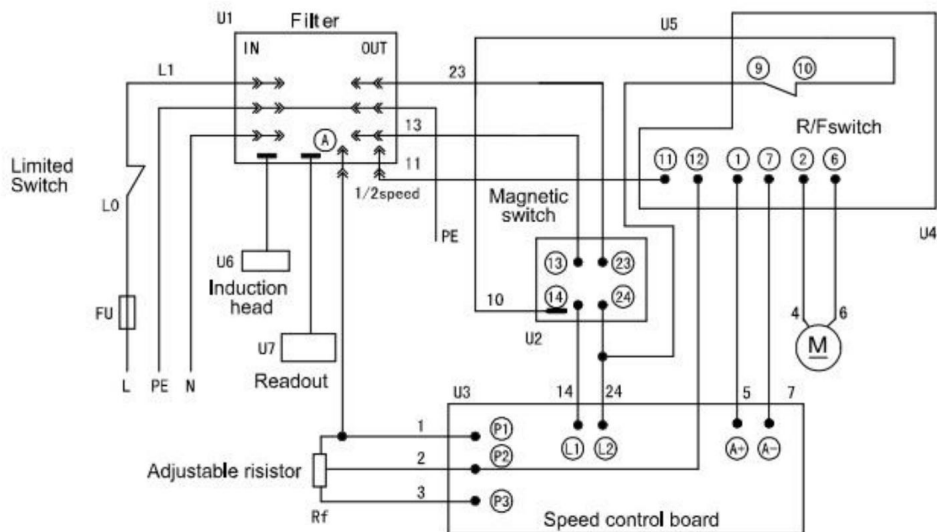 U1
Filter
U5
IN
OUT
L1
23
9
10
R/Fswitch
13
A
11
11
12
1
7
2
6
Limited
Switch
1/2speed
Magnetic
switch
L0
PE
U4
U6
13
23
Induction
head
10
14
24
4
6
FU
U7
U2
M
Readout
L
PE
N
U3
14
24
5
7
1
P1
L1
L2
A+
A-
Adjustable risistor
2
P2
3
P3
Rf
Speed control board